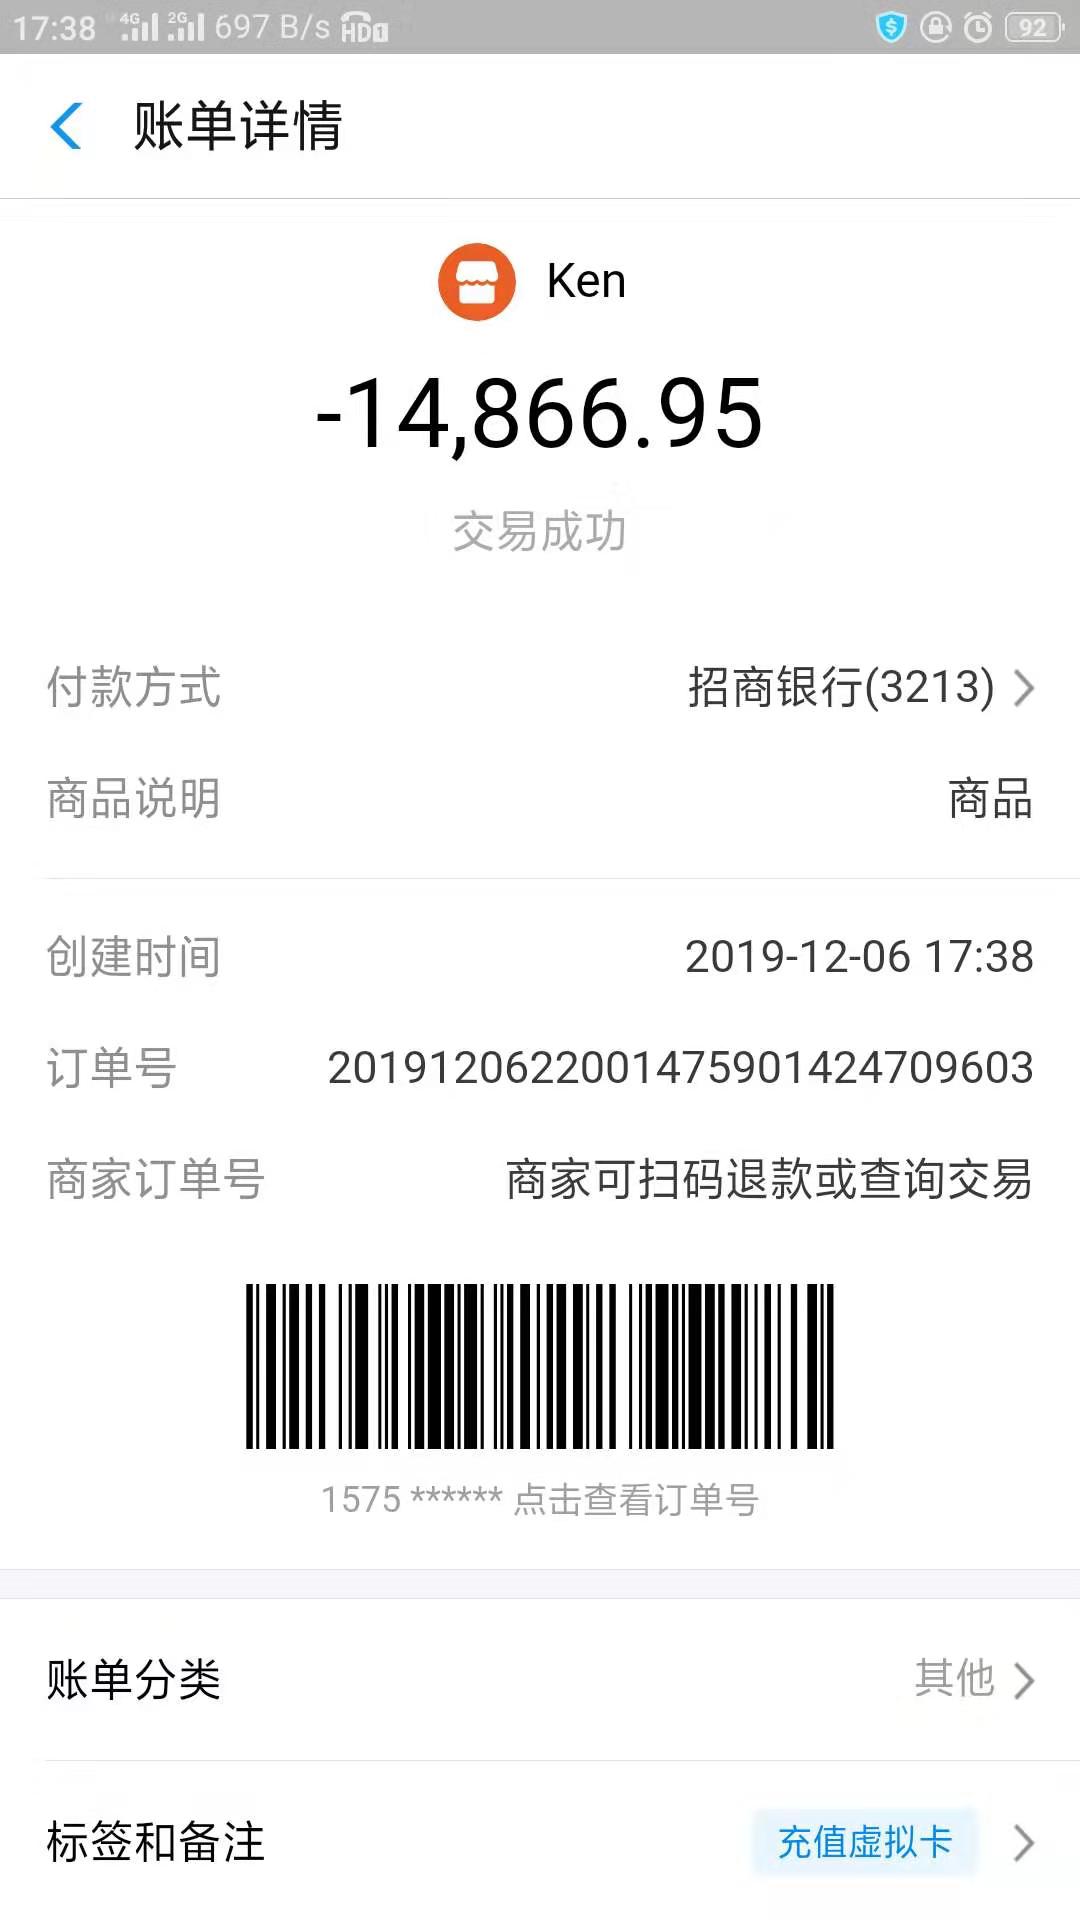 17:38 4G 2G 697 B/s HD1 92
账单详情
Ken
-14,866.95
交易成功
付款方式 招商银行(3213)
商品说明 商品
创建时间 2019-12-06 17:38
订单号 2019120622001475901424709603
商家订单号 商家可扫码退款或查询交易
1575 ****** 点击查看订单号
账单分类 其他
标签和备注 充值虚拟卡